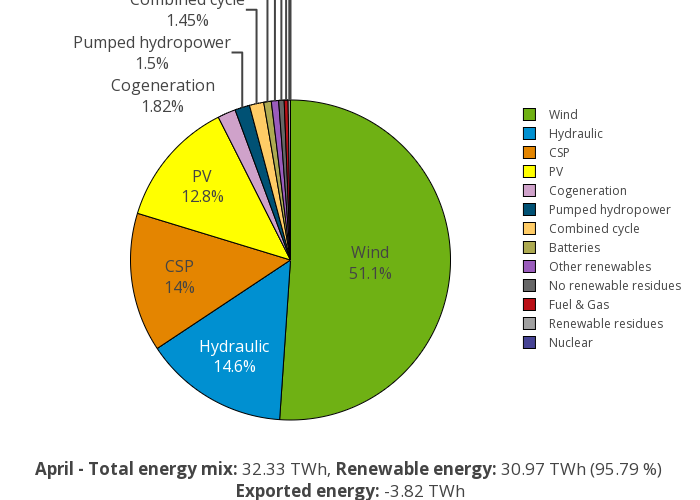 Combined cycle
1.45%
Pumped hydropower
1.5%
Cogeneration
1.82%
PV
12.8%
CSP
14%
Hydraulic
14.6%
Wind
51.1%
Wind
Hydraulic
CSP
PV
Cogeneration
Pumped hydropower
Combined cycle
Batteries
Other renewables
No renewable residues
Fuel & Gas
Renewable residues
Nuclear
April - Total energy mix: 32.33 TWh, Renewable energy: 30.97 TWh (95.79 %)
Exported energy: -3.82 TWh